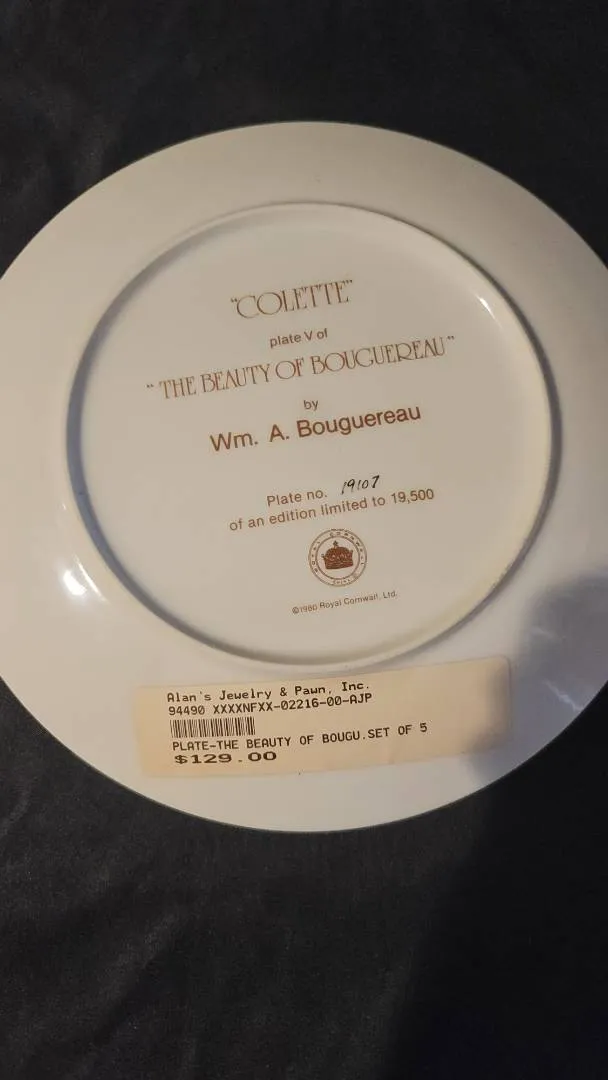 "COLETTE"
plate V of
"THE BEAUTY OF BOUGUEREAU"
by
Wm. A. Bouguereau
Plate no. 19107
of an edition limited to 19,500
ROYAL CORNWALL
©1980 Royal Cornwall, Ltd.
Alan's Jewelry & Pawn, Inc.
94490 XXXXNFXX-02216-00-AJP
PLATE-THE BEAUTY OF BOUGU.SET OF 5
$129.00